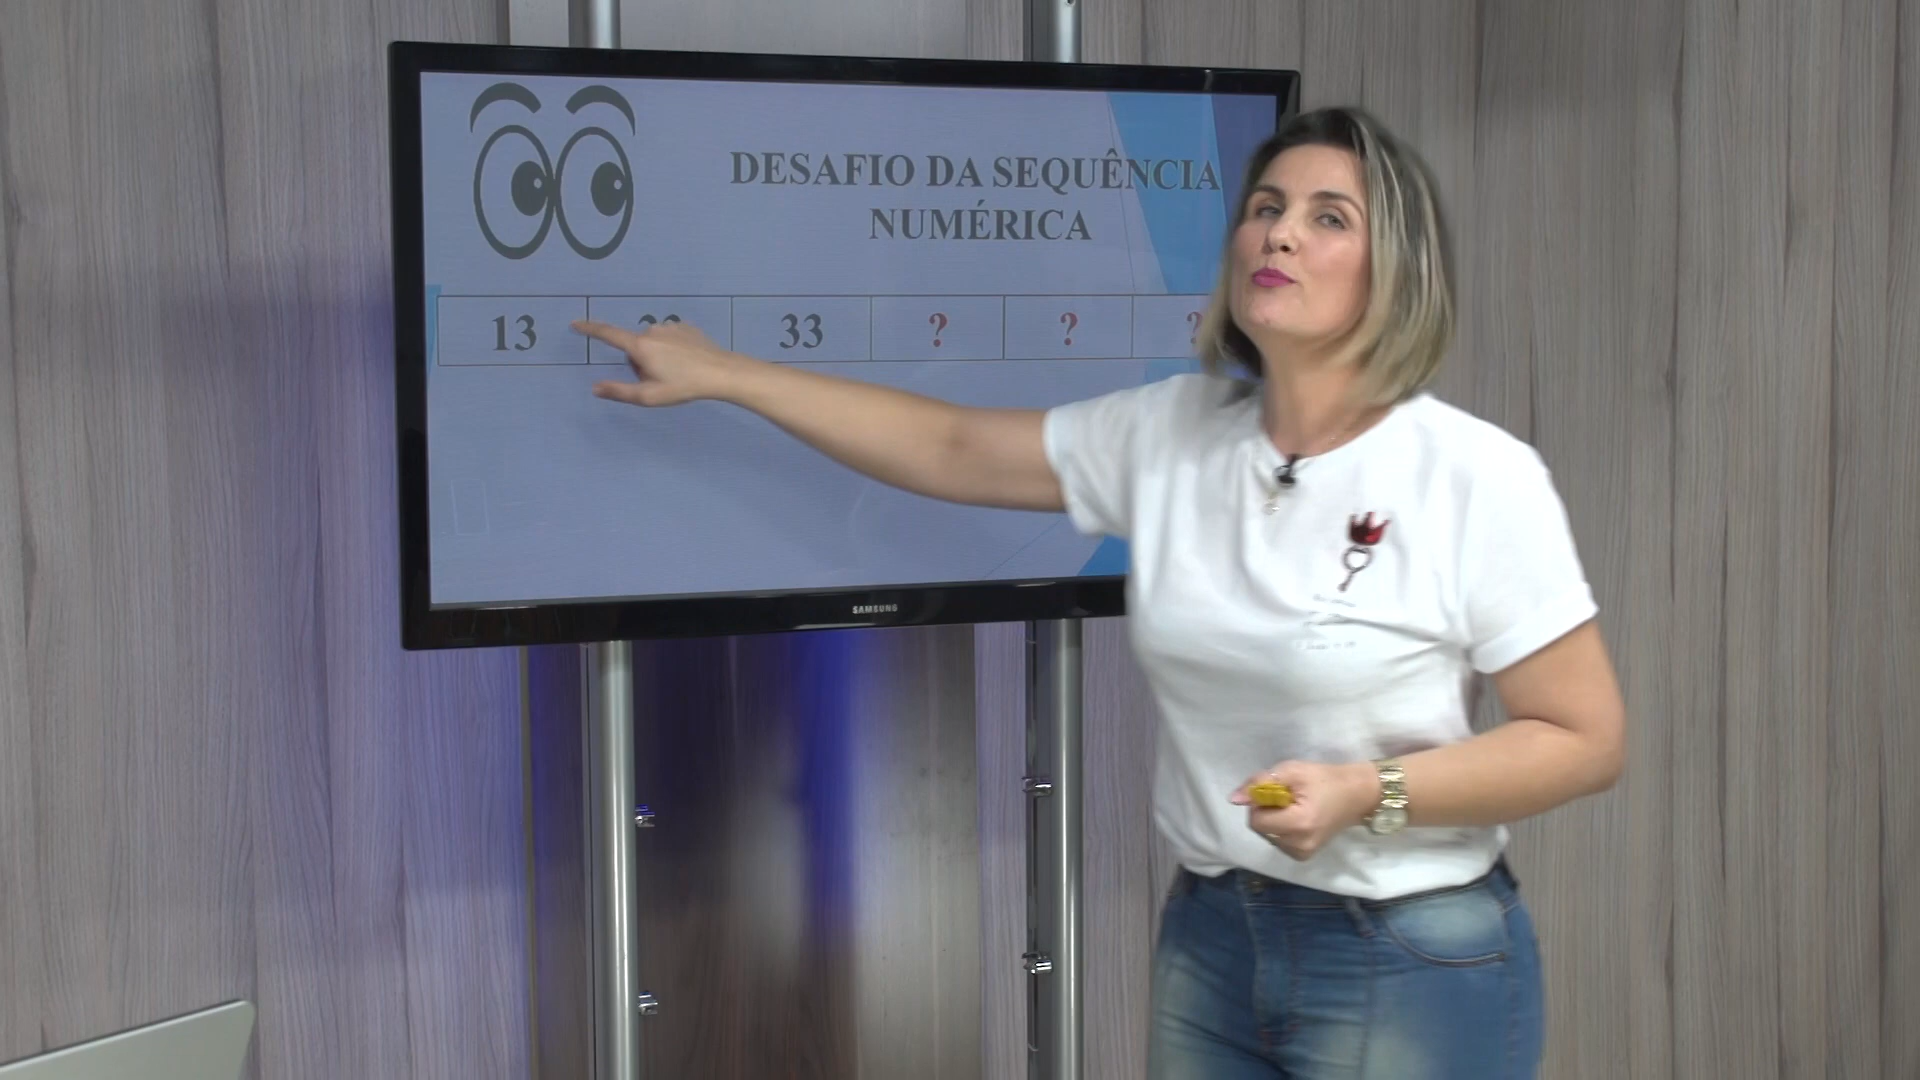 DESAFIO DA SEQUÊNCIA
NUMÉRICA
13 33 ? ? ?
SAMSUNG